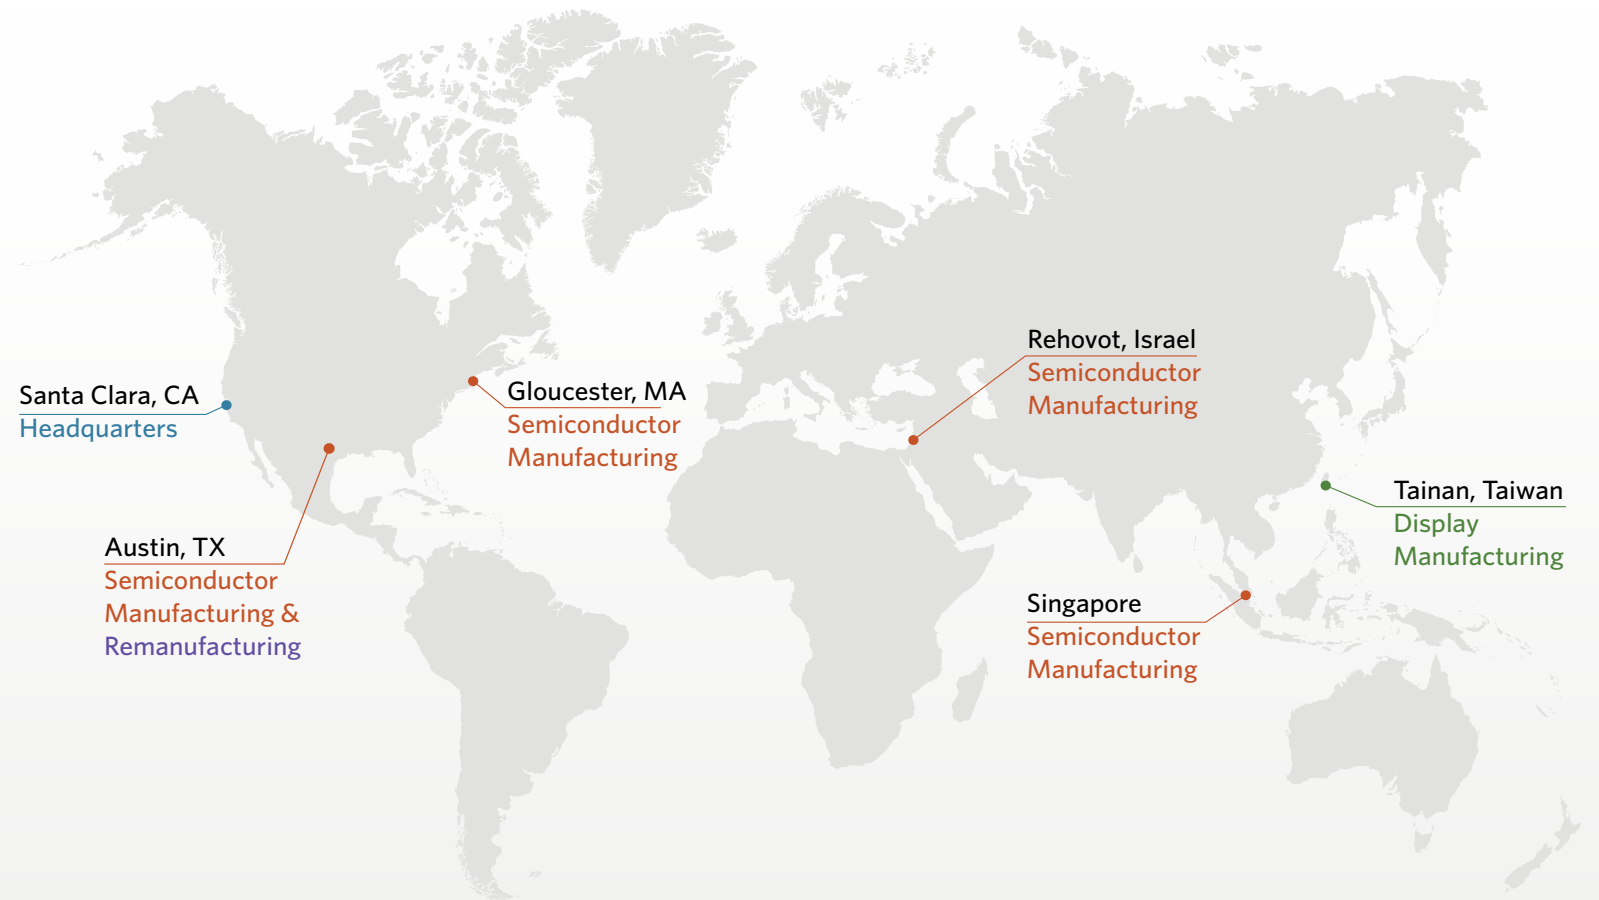 Santa Clara, CA
Headquarters
Austin, TX
Semiconductor
Manufacturing &
Remanufacturing
Gloucester, MA
Semiconductor
Manufacturing
Rehovot, Israel
Semiconductor
Manufacturing
Singapore
Semiconductor
Manufacturing
Tainan, Taiwan
Display
Manufacturing